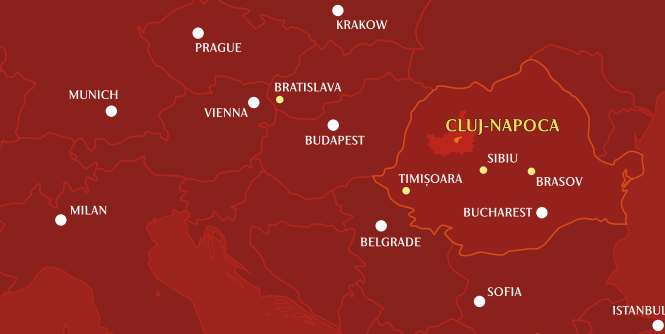 KRAKOW
PRAGUE
MUNICH
BRATISLAVA
VIENNA
CLUJ-NAPOCA
BUDAPEST
SIBIU
TIMIȘOARA
BRASOV
MILAN
BUCHAREST
BELGRADE
SOFIA
ISTANBUL